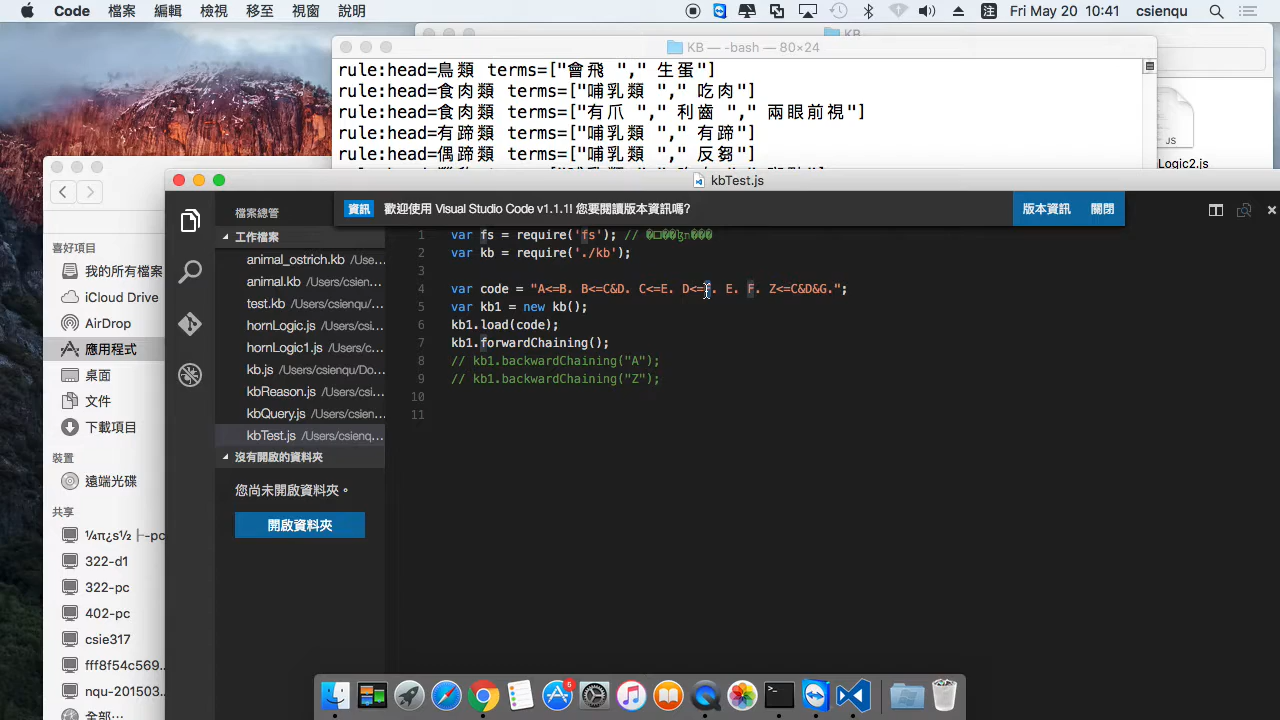 Code 檔案 編輯 檢視 移至 視窗 說明 注 Fri May 20 10:41 csienqu
KB
KB — -bash — 80×24
rule:head=鳥類 terms=["會飛 "," 生蛋"]
rule:head=食肉類 terms=["哺乳類 "," 吃肉"]
rule:head=食肉類 terms=["有爪 "," 利齒 "," 兩眼前視"]
rule:head=有蹄類 terms=["哺乳類 "," 有蹄"]
rule:head=偶蹄類 terms=["哺乳類 "," 反芻"]
JS
Logic2.js
kbTest.js
資訊 歡迎使用 Visual Studio Code v1.1.1! 您要閱讀版本資訊嗎? 版本資訊 關閉
喜好項目
我的所有檔案
iCloud Drive
AirDrop
應用程式
桌面
文件
下載項目
裝置
遠端光碟
共享
322-d1
322-pc
402-pc
csie317
fff8f54c569...
nqu-201503...
全部...
檔案總管
工作檔案
animal_ostrich.kb /Use...
animal.kb /Users/csien...
test.kb /Users/csienqu/...
hornLogic.js /Users/csi...
hornLogic1.js /Users/c...
kb.js /Users/csienqu/Do...
kbReason.js /Users/csi...
kbQuery.js /Users/csien...
kbTest.js /Users/csienq...
沒有開啟的資料夾
您尚未開啟資料夾。
開啟資料夾
1 var fs = require('fs'); //
2 var kb = require('./kb');
3
4 var code = "A<=B. B<=C&D. C<=E. D<=F. E. F. Z<=C&D&G.";
5 var kb1 = new kb();
6 kb1.load(code);
7 kb1.forwardChaining();
8 // kb1.backwardChaining("A");
9 // kb1.backwardChaining("Z");
10
11
6